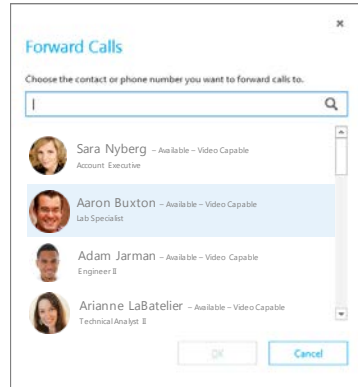 Forward Calls
Choose the contact or phone number you want to forward calls to.
Sara Nyberg – Available – Video Capable
Account Executive
Aaron Buxton – Available – Video Capable
Lab Specialist
Adam Jarman – Available – Video Capable
Engineer II
Arianne LaBatelier – Available – Video Capable
Technical Analyst II
OK
Cancel